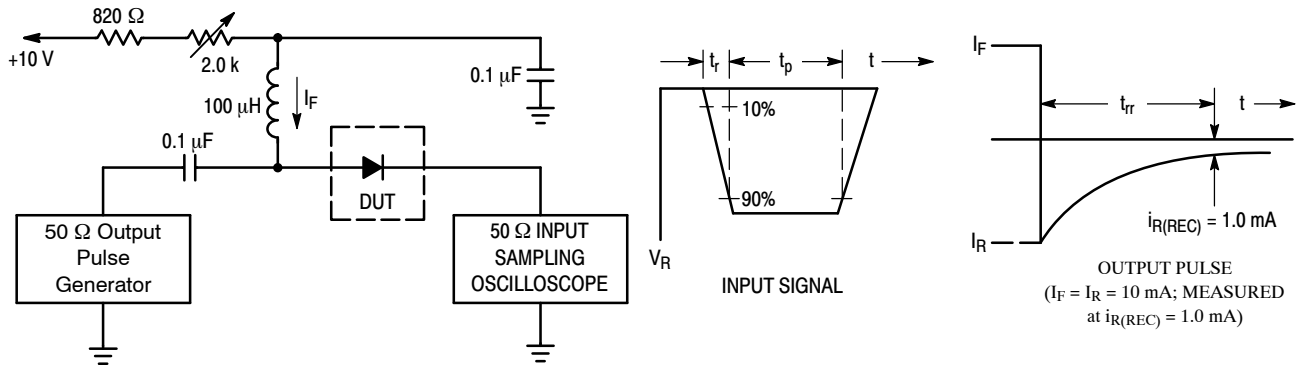 820 Ω
+10 V
2.0 k
100 μH
I_F
0.1 μF
0.1 μF
DUT
50 Ω Output
Pulse
Generator
50 Ω INPUT
SAMPLING
OSCILLOSCOPE
t_r
t_p
t
10%
90%
V_R
INPUT SIGNAL
I_F
t_rr
t
i_R(REC) = 1.0 mA
I_R
OUTPUT PULSE
(I_F = I_R = 10 mA; MEASURED
at i_R(REC) = 1.0 mA)